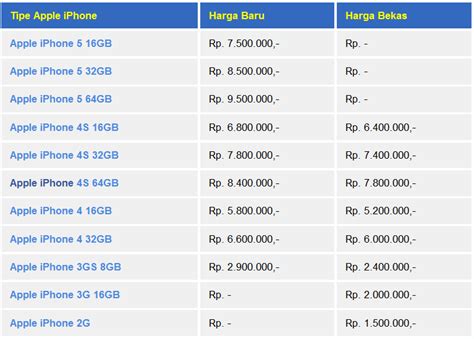 Tipe Apple iPhone Harga Baru Harga Bekas
Apple iPhone 5 16GB Rp. 7.500.000,- Rp. -
Apple iPhone 5 32GB Rp. 8.500.000,- Rp. -
Apple iPhone 5 64GB Rp. 9.500.000,- Rp. -
Apple iPhone 4S 16GB Rp. 6.800.000,- Rp. 6.400.000,-
Apple iPhone 4S 32GB Rp. 7.800.000,- Rp. 7.400.000,-
Apple iPhone 4S 64GB Rp. 8.400.000,- Rp. 7.800.000,-
Apple iPhone 4 16GB Rp. 5.800.000,- Rp. 5.200.000,-
Apple iPhone 4 32GB Rp. 6.600.000,- Rp. 6.000.000,-
Apple iPhone 3GS 8GB Rp. 2.900.000,- Rp. 2.400.000,-
Apple iPhone 3G 16GB Rp. - Rp. 2.000.000,-
Apple iPhone 2G Rp. - Rp. 1.500.000,-